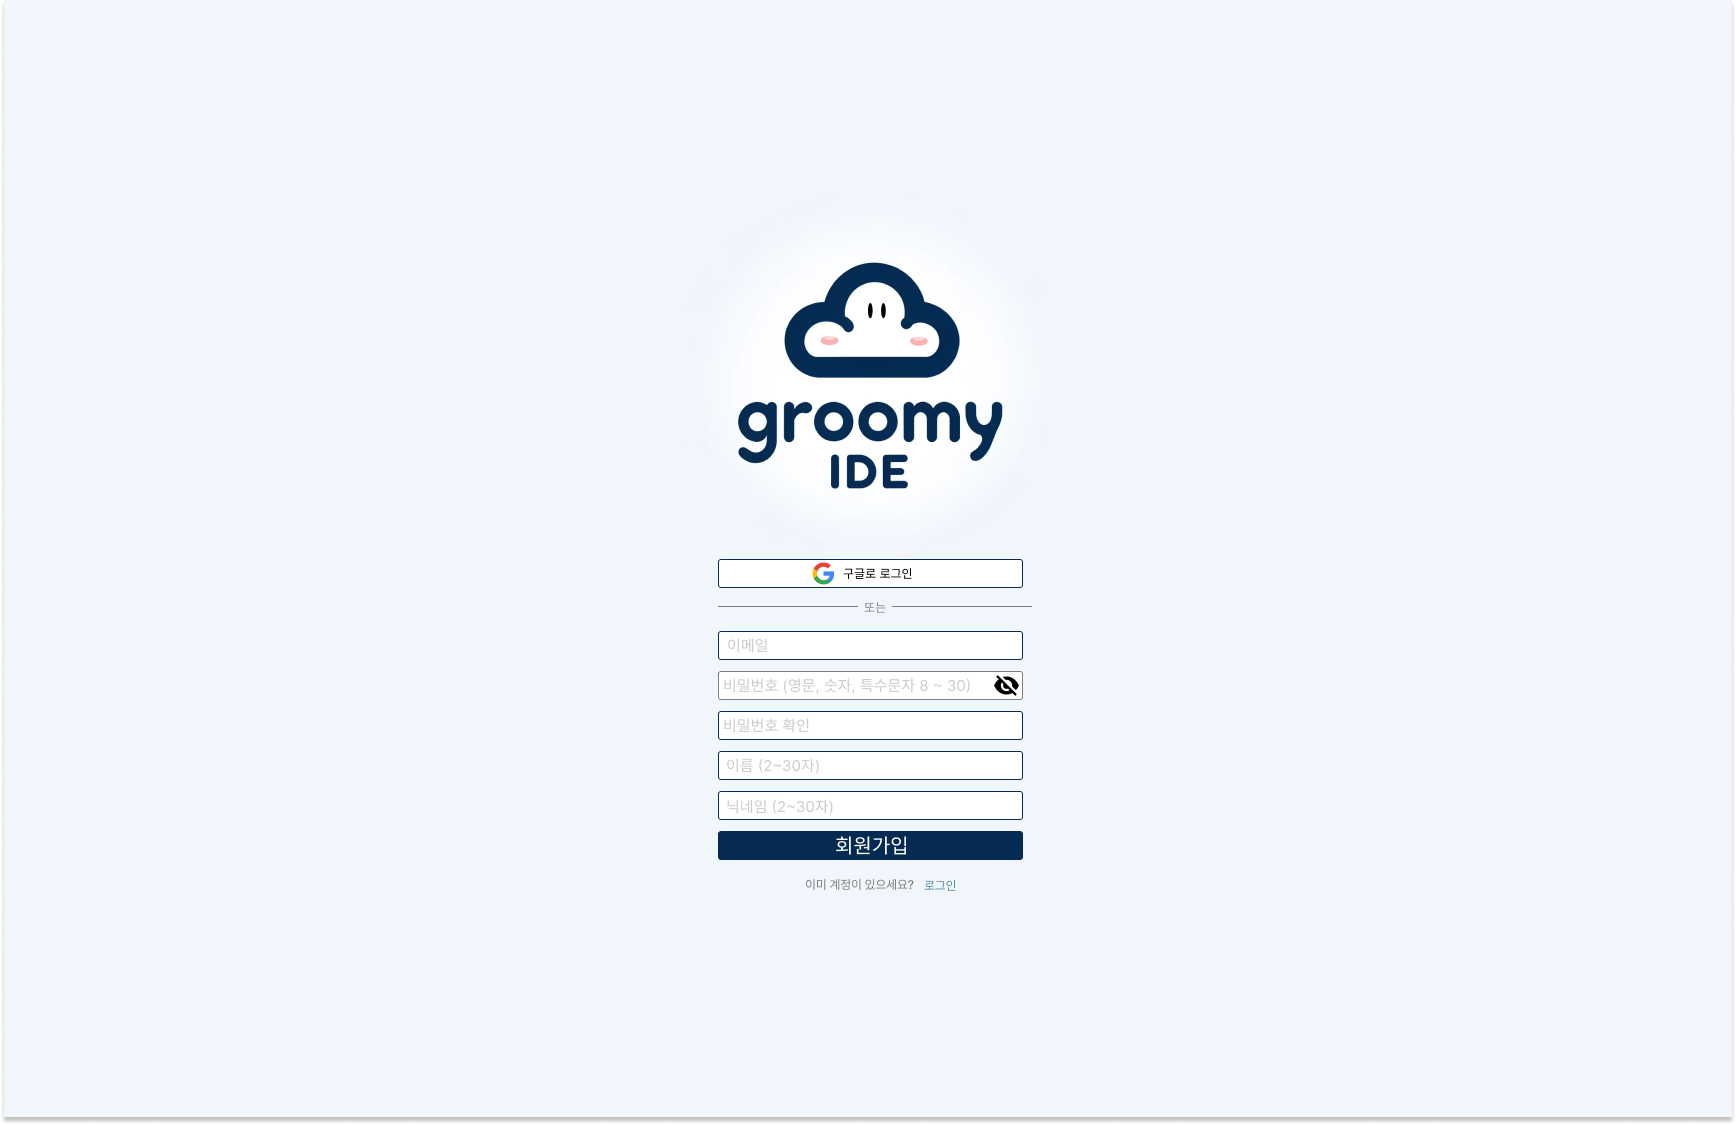 groomy
IDE
구글로 로그인
또는
이메일
비밀번호 (영문, 숫자, 특수문자 8 ~ 30)
비밀번호 확인
이름 (2~30자)
닉네임 (2~30자)
회원가입
이미 계정이 있으세요? 로그인